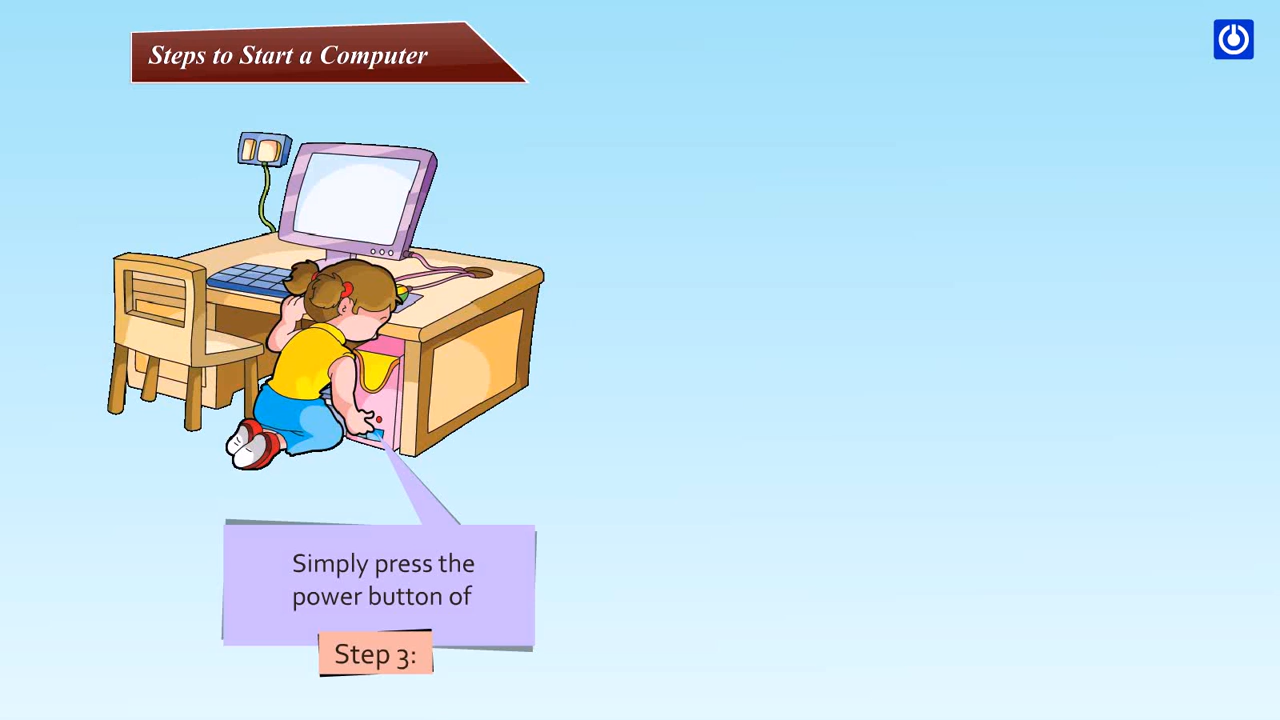 Steps to Start a Computer
Simply press the
power button of
Step 3: